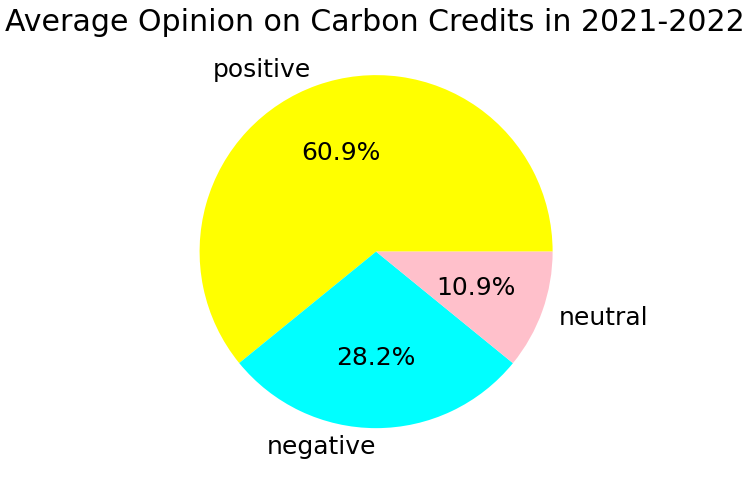 Average Opinion on Carbon Credits in 2021-2022
positive
60.9%
10.9%
neutral
28.2%
negative